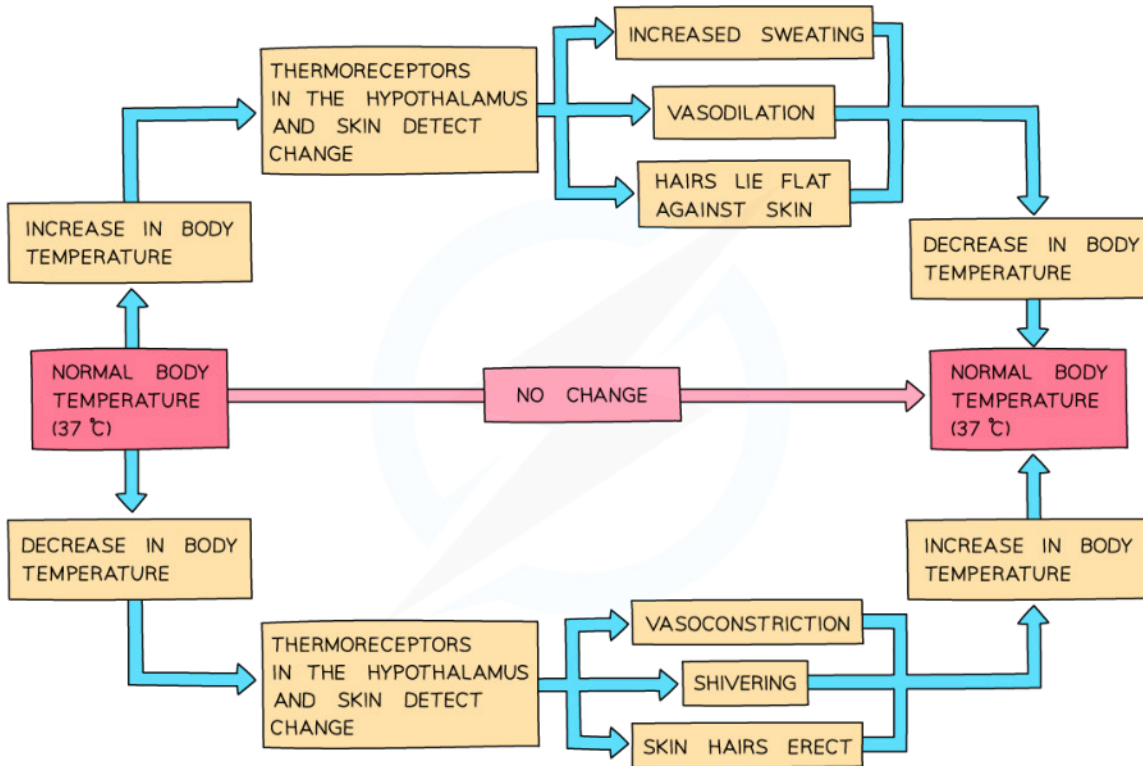 INCREASED SWEATING
THERMORECEPTORS
IN THE HYPOTHALAMUS
AND SKIN DETECT
CHANGE
VASODILATION
HAIRS LIE FLAT
AGAINST SKIN
INCREASE IN BODY
TEMPERATURE
DECREASE IN BODY
TEMPERATURE
NORMAL BODY
TEMPERATURE
(37 °C)
NO CHANGE
NORMAL BODY
TEMPERATURE
(37 °C)
DECREASE IN BODY
TEMPERATURE
INCREASE IN BODY
TEMPERATURE
THERMORECEPTORS
IN THE HYPOTHALAMUS
AND SKIN DETECT
CHANGE
VASOCONSTRICTION
SHIVERING
SKIN HAIRS ERECT